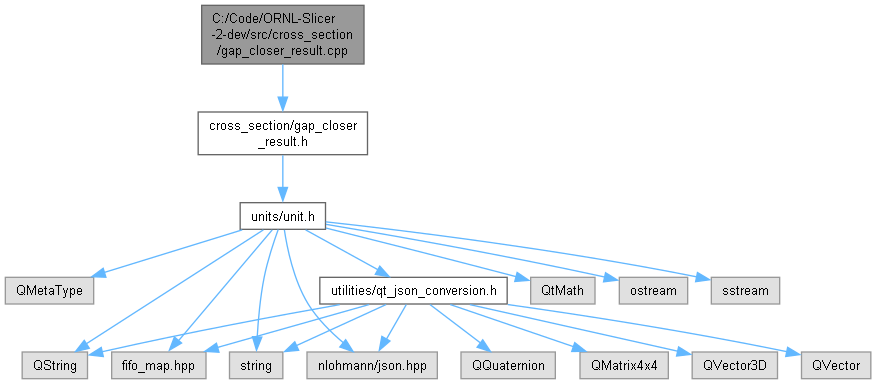 C:/Code/ORNL-Slicer
-2-dev/src/cross_section
/gap_closer_result.cpp
cross_section/gap_closer
_result.h
units/unit.h
QMetaType
utilities/qt_json_conversion.h
QtMath
ostream
sstream
QString
fifo_map.hpp
string
nlohmann/json.hpp
QQuaternion
QMatrix4x4
QVector3D
QVector